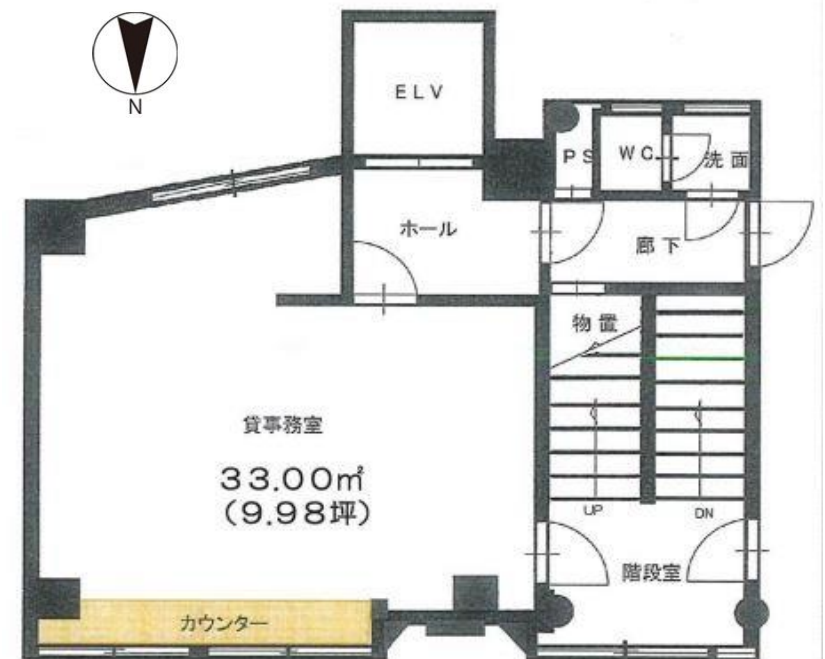 N
ELV
PS
WC
洗面
ホール
廊下
物置
貸事務室
33.00㎡
(9.98坪)
UP
DN
階段室
カウンター